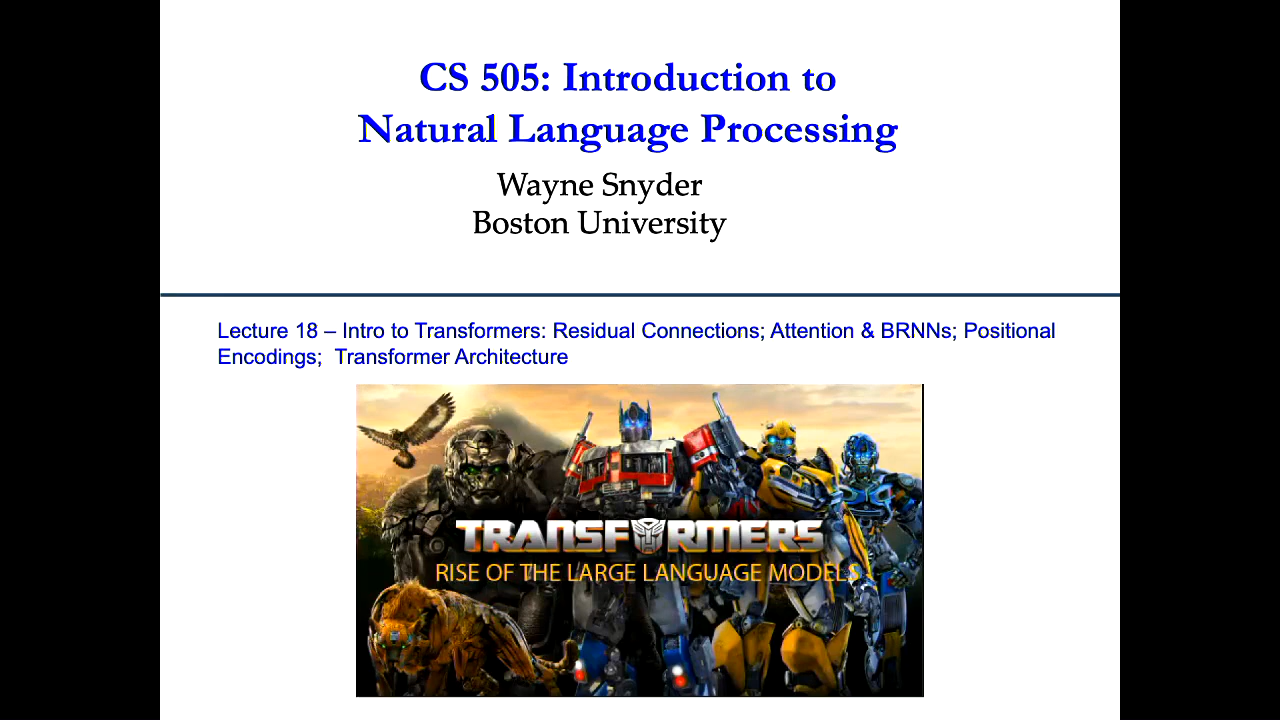 CS 505: Introduction to
Natural Language Processing
Wayne Snyder
Boston University
Lecture 18 – Intro to Transformers: Residual Connections; Attention & BRNNs; Positional
Encodings; Transformer Architecture
TRANSFORMERS
RISE OF THE LARGE LANGUAGE MODELS